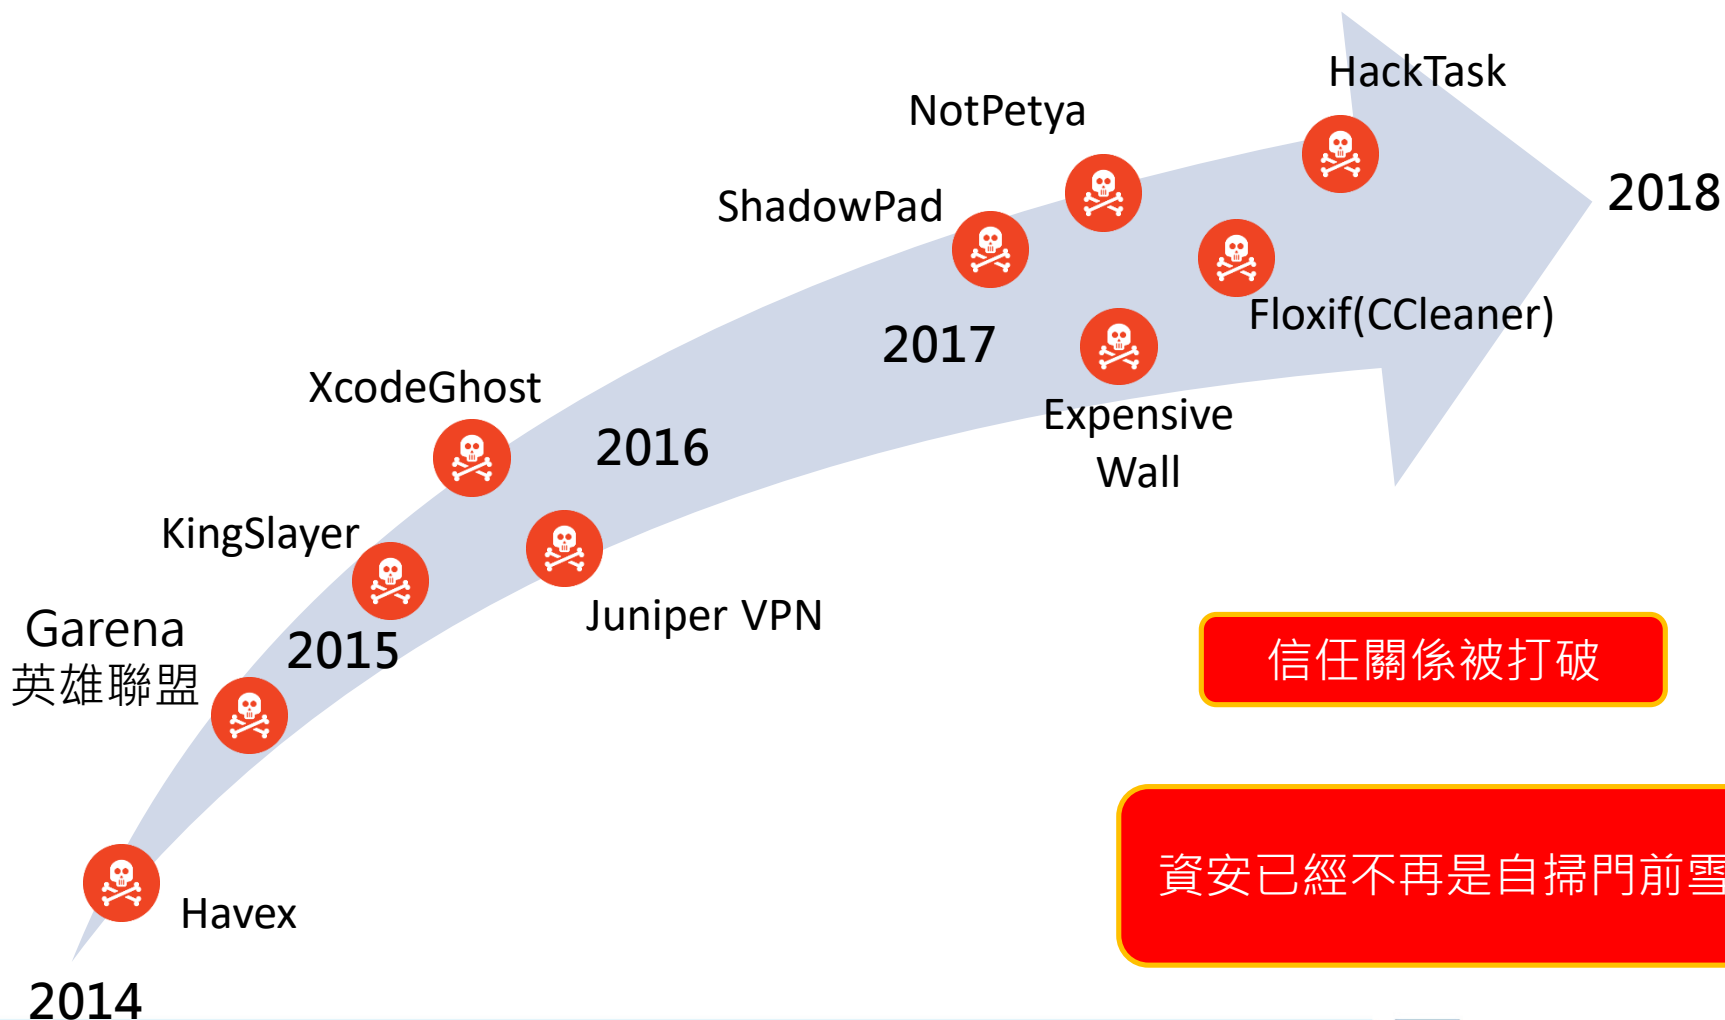 HackTask
NotPetya
2018
ShadowPad
Floxif(CCleaner)
2017
XcodeGhost
Expensive
Wall
2016
KingSlayer
Juniper VPN
Garena
英雄聯盟
2015
信任關係被打破
資安已經不再是自掃門前雪
Havex
2014